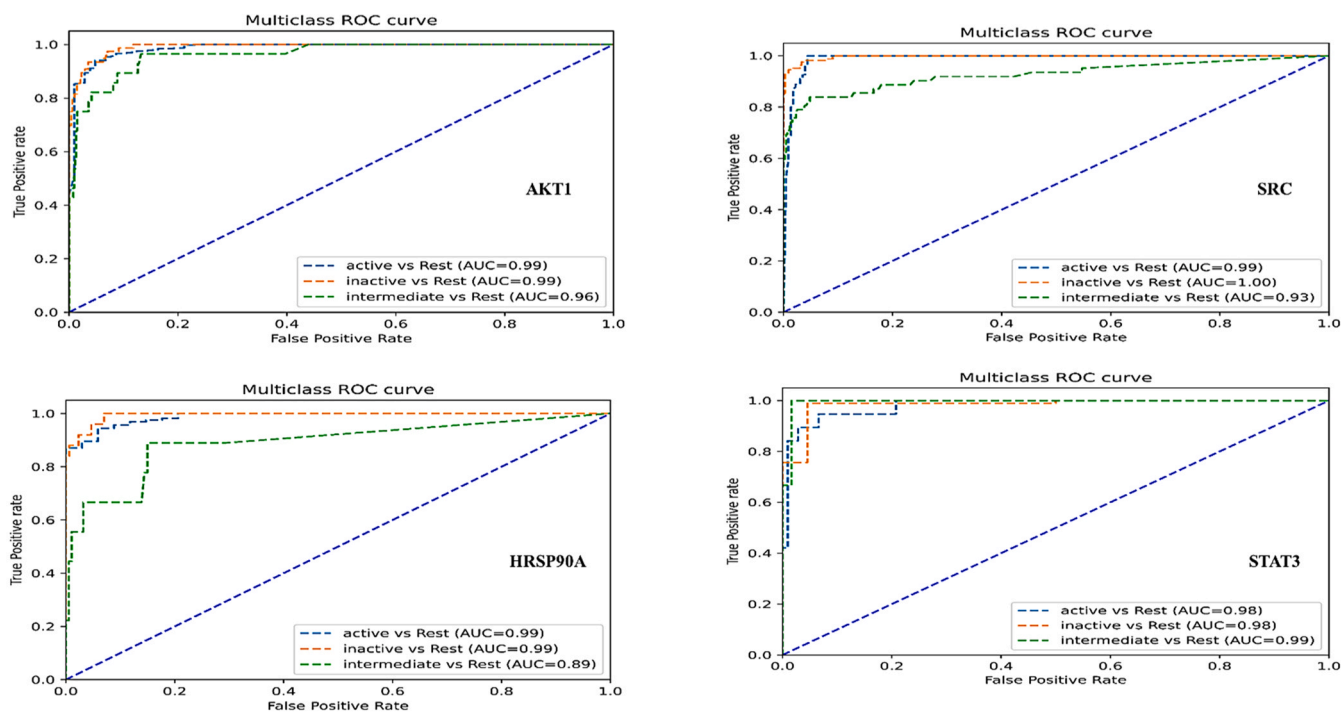 Multiclass ROC curve
1.0
0.8
0.6
0.4
0.2
0.0
True Positive rate
AKT1
active vs Rest (AUC=0.99)
inactive vs Rest (AUC=0.99)
intermediate vs Rest (AUC=0.96)
0.0 0.2 0.4 0.6 0.8 1.0
False Positive Rate
Multiclass ROC curve
1.0
0.8
0.6
0.4
0.2
0.0
True Positive rate
SRC
active vs Rest (AUC=0.99)
inactive vs Rest (AUC=1.00)
intermediate vs Rest (AUC=0.93)
0.0 0.2 0.4 0.6 0.8 1.0
False Positive Rate
Multiclass ROC curve
1.0
0.8
0.6
0.4
0.2
0.0
True Positive rate
HRSP90A
active vs Rest (AUC=0.99)
inactive vs Rest (AUC=0.99)
intermediate vs Rest (AUC=0.89)
0.0 0.2 0.4 0.6 0.8 1.0
False Positive Rate
Multiclass ROC curve
1.0
0.8
0.6
0.4
0.2
0.0
True Positive rate
STAT3
active vs Rest (AUC=0.98)
inactive vs Rest (AUC=0.98)
intermediate vs Rest (AUC=0.99)
0.0 0.2 0.4 0.6 0.8 1.0
False Positive Rate